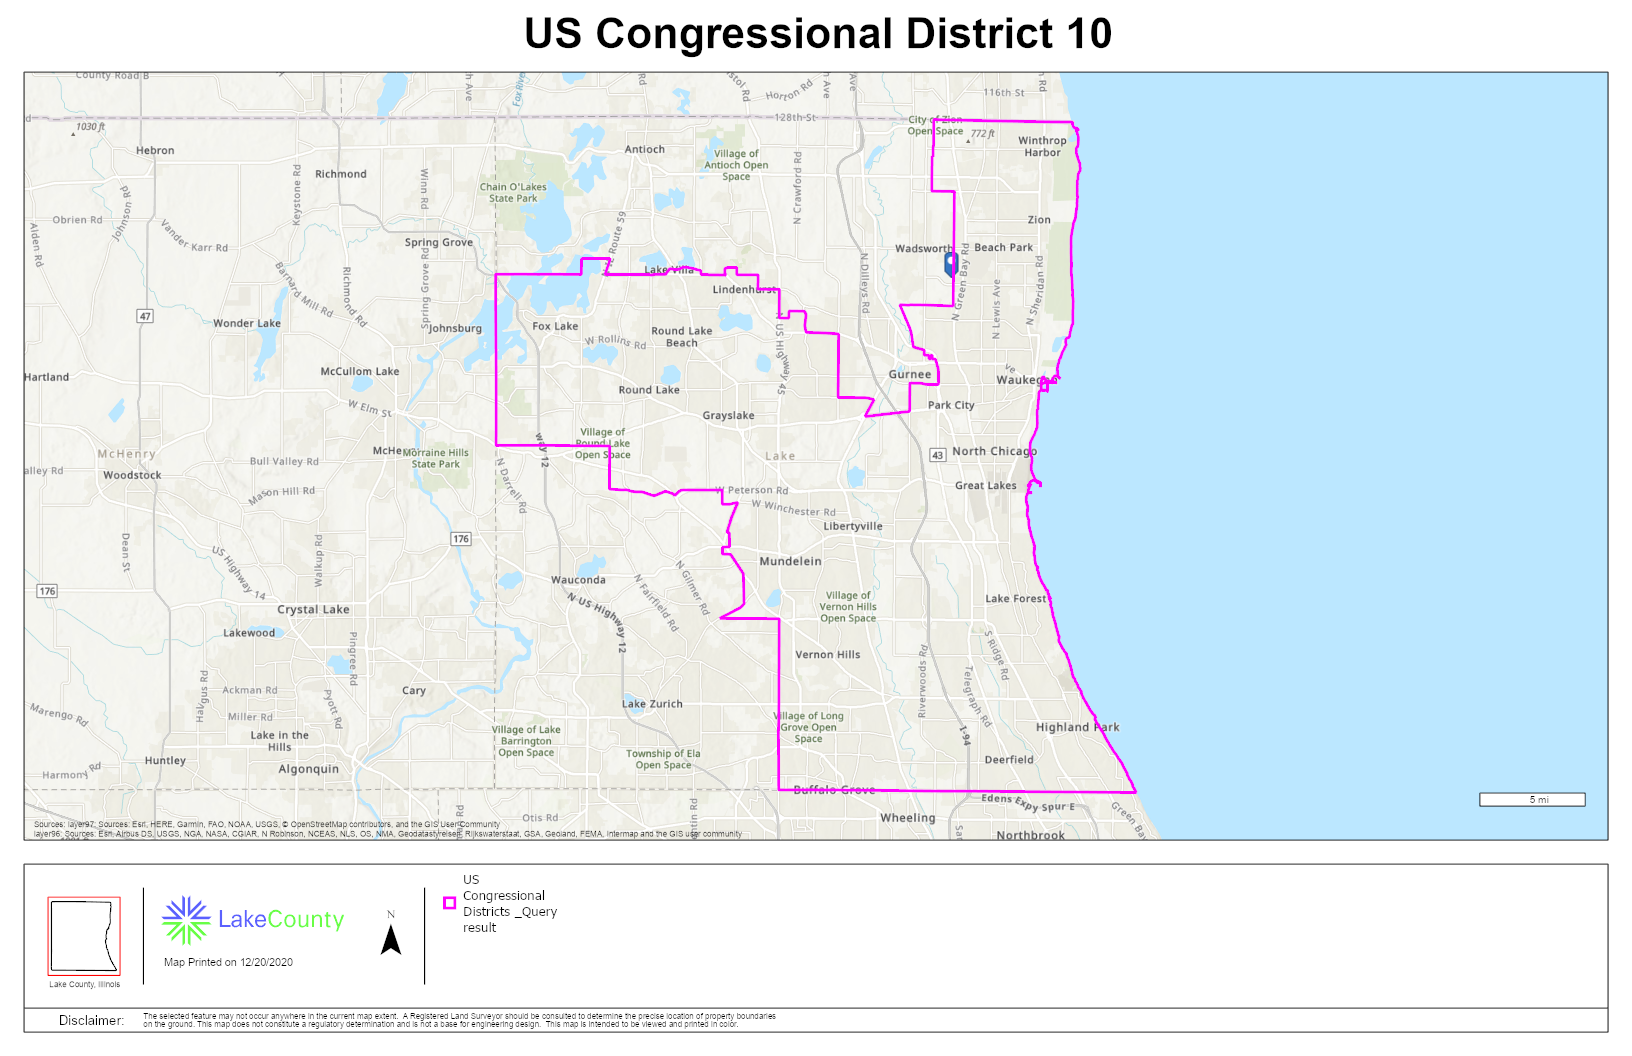 US Congressional District 10
County Road B
116th St
Horton Rd
Fox River
128th-St
City of Zion
Open Space
772 ft
1030 ft
Hebron
Richmond
Antioch
Village of
Antioch Open
Space
Winthrop
Harbor
Chain O'Lakes
State Park
Keystone Rd
Winn Rd
N Crawford Rd
Johnson Rd
Obrien Rd
Alden Rd
Vander Karr Rd
Spring Grove
Zion
Wadsworth
Beach Park
Lake Villa
Lindenhurst
Barnard Mill Rd
Richmond Rd
Spring Grove Rd
N Dilleys Rd
N Green Bay Rd
N Lewis Ave
N Sheridan Rd
47
Wonder Lake
Johnsburg
Fox Lake
Round Lake
Beach
W Rollins Rd
N US Highway 45
Hartland
McCullom Lake
Round Lake
Gurnee
W Elm St
Grayslake
Park City
McHenry
Woodstock
Bull Valley Rd
Mason Hill Rd
Morraine Hills
State Park
Village of
Round Lake
Open Space
Lake
43
North Chicago
Great Lakes
N Darrell Rd
W Peterson Rd
W Winchester Rd
Libertyville
Dean St
176
Walkup Rd
US Highway 14
Mundelein
176
Wauconda
N Gilmer Rd
N Fairfield Rd
N US Highway 12
Village of
Vernon Hills
Open Space
Lake Forest
Crystal Lake
Lakewood
Vernon Hills
S Ridge Rd
Riverwoods Rd
Telegraph Rd
Pingree Rd
Haligus Rd
Ackman Rd
Cary
Pyott Rd
Marengo Rd
Miller Rd
Lake Zurich
Village of Long
Grove Open
Space
Highland Park
I-94
Lake in the
Hills
Village of Lake
Barrington
Open Space
Township of Ela
Open Space
Huntley
Harmony Rd
Algonquin
Deerfield
Buffalo Grove
Edens Expy Spur E
Otis Rd
Wheeling
Northbrook
5 mi
Sources: layer97: Sources: Esri, HERE, Garmin, FAO, NOAA, USGS, © OpenStreetMap contributors, and the GIS User Community
layer96: Sources: Esri, Airbus DS, USGS, NGA, NASA, CGIAR, N Robinson, NCEAS, NLS, OS, NMA, Geodatastyrelsen, Rijkswaterstaat, GSA, Geoland, FEMA, Intermap and the GIS user community
Lake County, Illinois
LakeCounty
Map Printed on 12/20/2020
N
US
Congressional
Districts _Query
result
Disclaimer:
The selected feature may not occur anywhere in the current map extent. A Registered Land Surveyor should be consulted to determine the precise location of property boundaries
on the ground. This map does not constitute a regulatory determination and is not a base for engineering design. This map is intended to be viewed and printed in color.